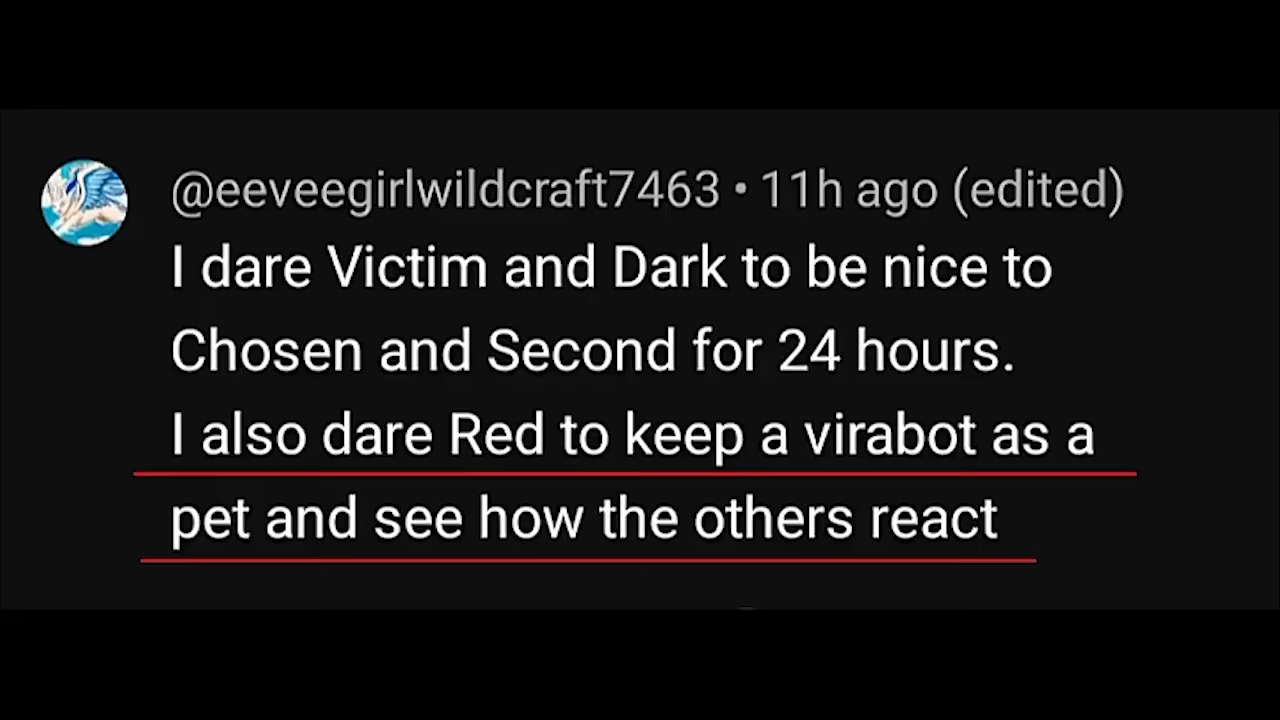 @eeveegirlwildcraft7463 • 11h ago (edited)
I dare Victim and Dark to be nice to
Chosen and Second for 24 hours.
I also dare Red to keep a virabot as a
pet and see how the others react